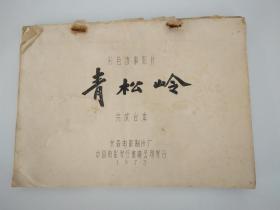 彩色故事影片
青松岭
完成台本
长春电影制片厂
中国电影发行放映公司发行
1973